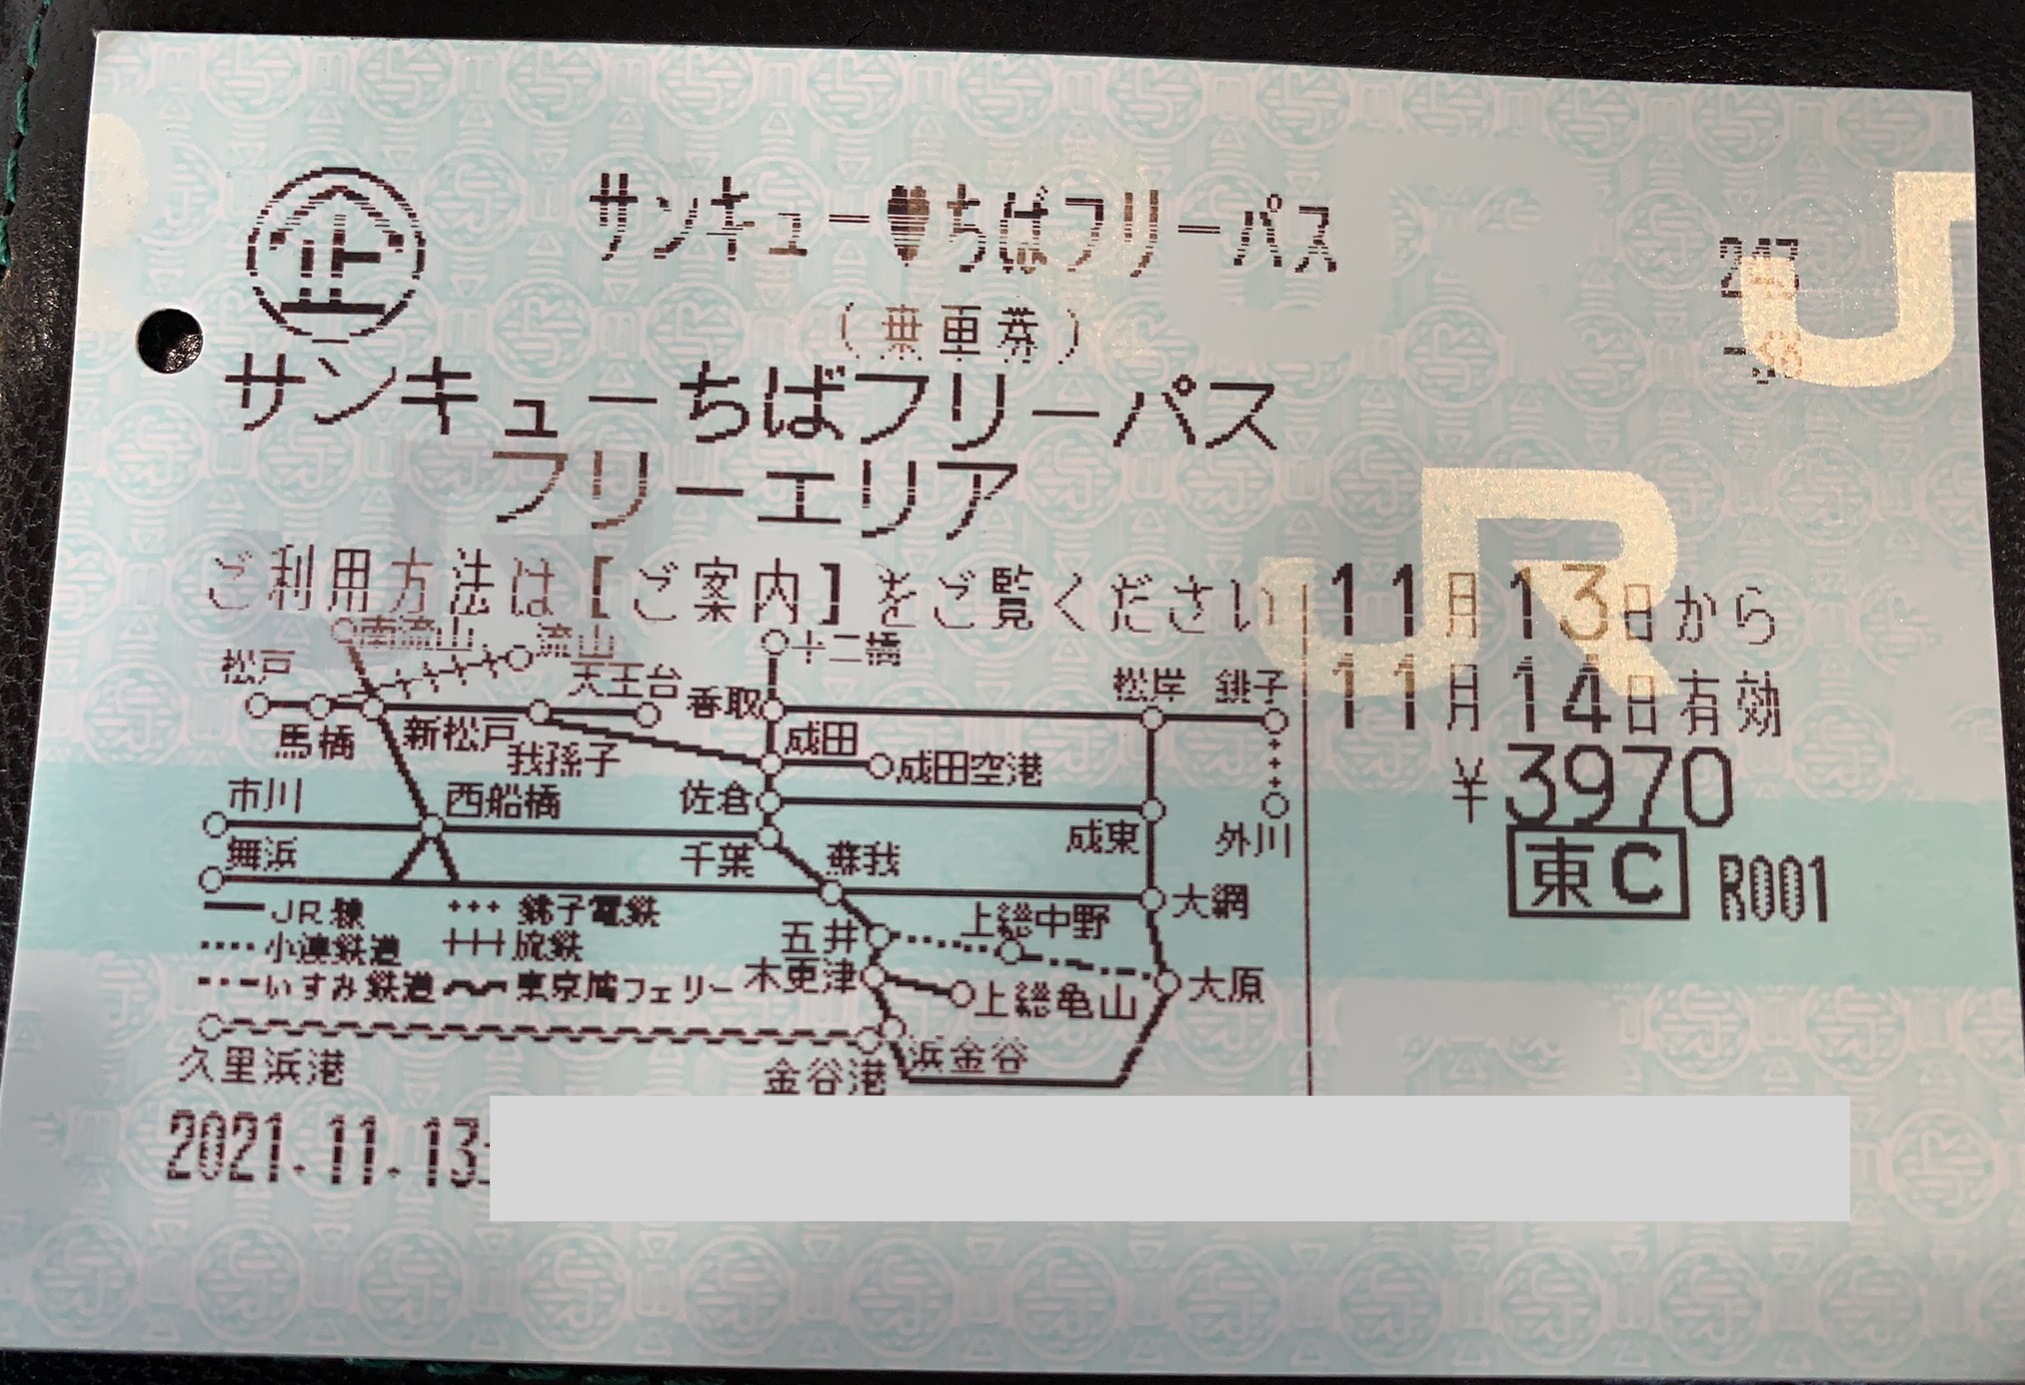 サンキュー♥ちばフリーパス
(乗車券)
サンキューちばフリーパス
フリーエリア
ご利用方法は【ご案内】をご覧ください
11月13日から
11月14日有効
¥3970
東C R001
南流山 流山 十二橋
松戸 天王台 香取 松岸 銚子
馬橋 新松戸 我孫子 成田 成田空港
市川 西船橋 佐倉 成東 外川
舞浜 千葉 蘇我
JR線 銚子電鉄 五井 上総中野 大網
小湊鉄道 流鉄
いすみ鉄道 東京湾フェリー 木更津 上総亀山 大原
久里浜港 金谷港 浜金谷
2021.11.13
JR